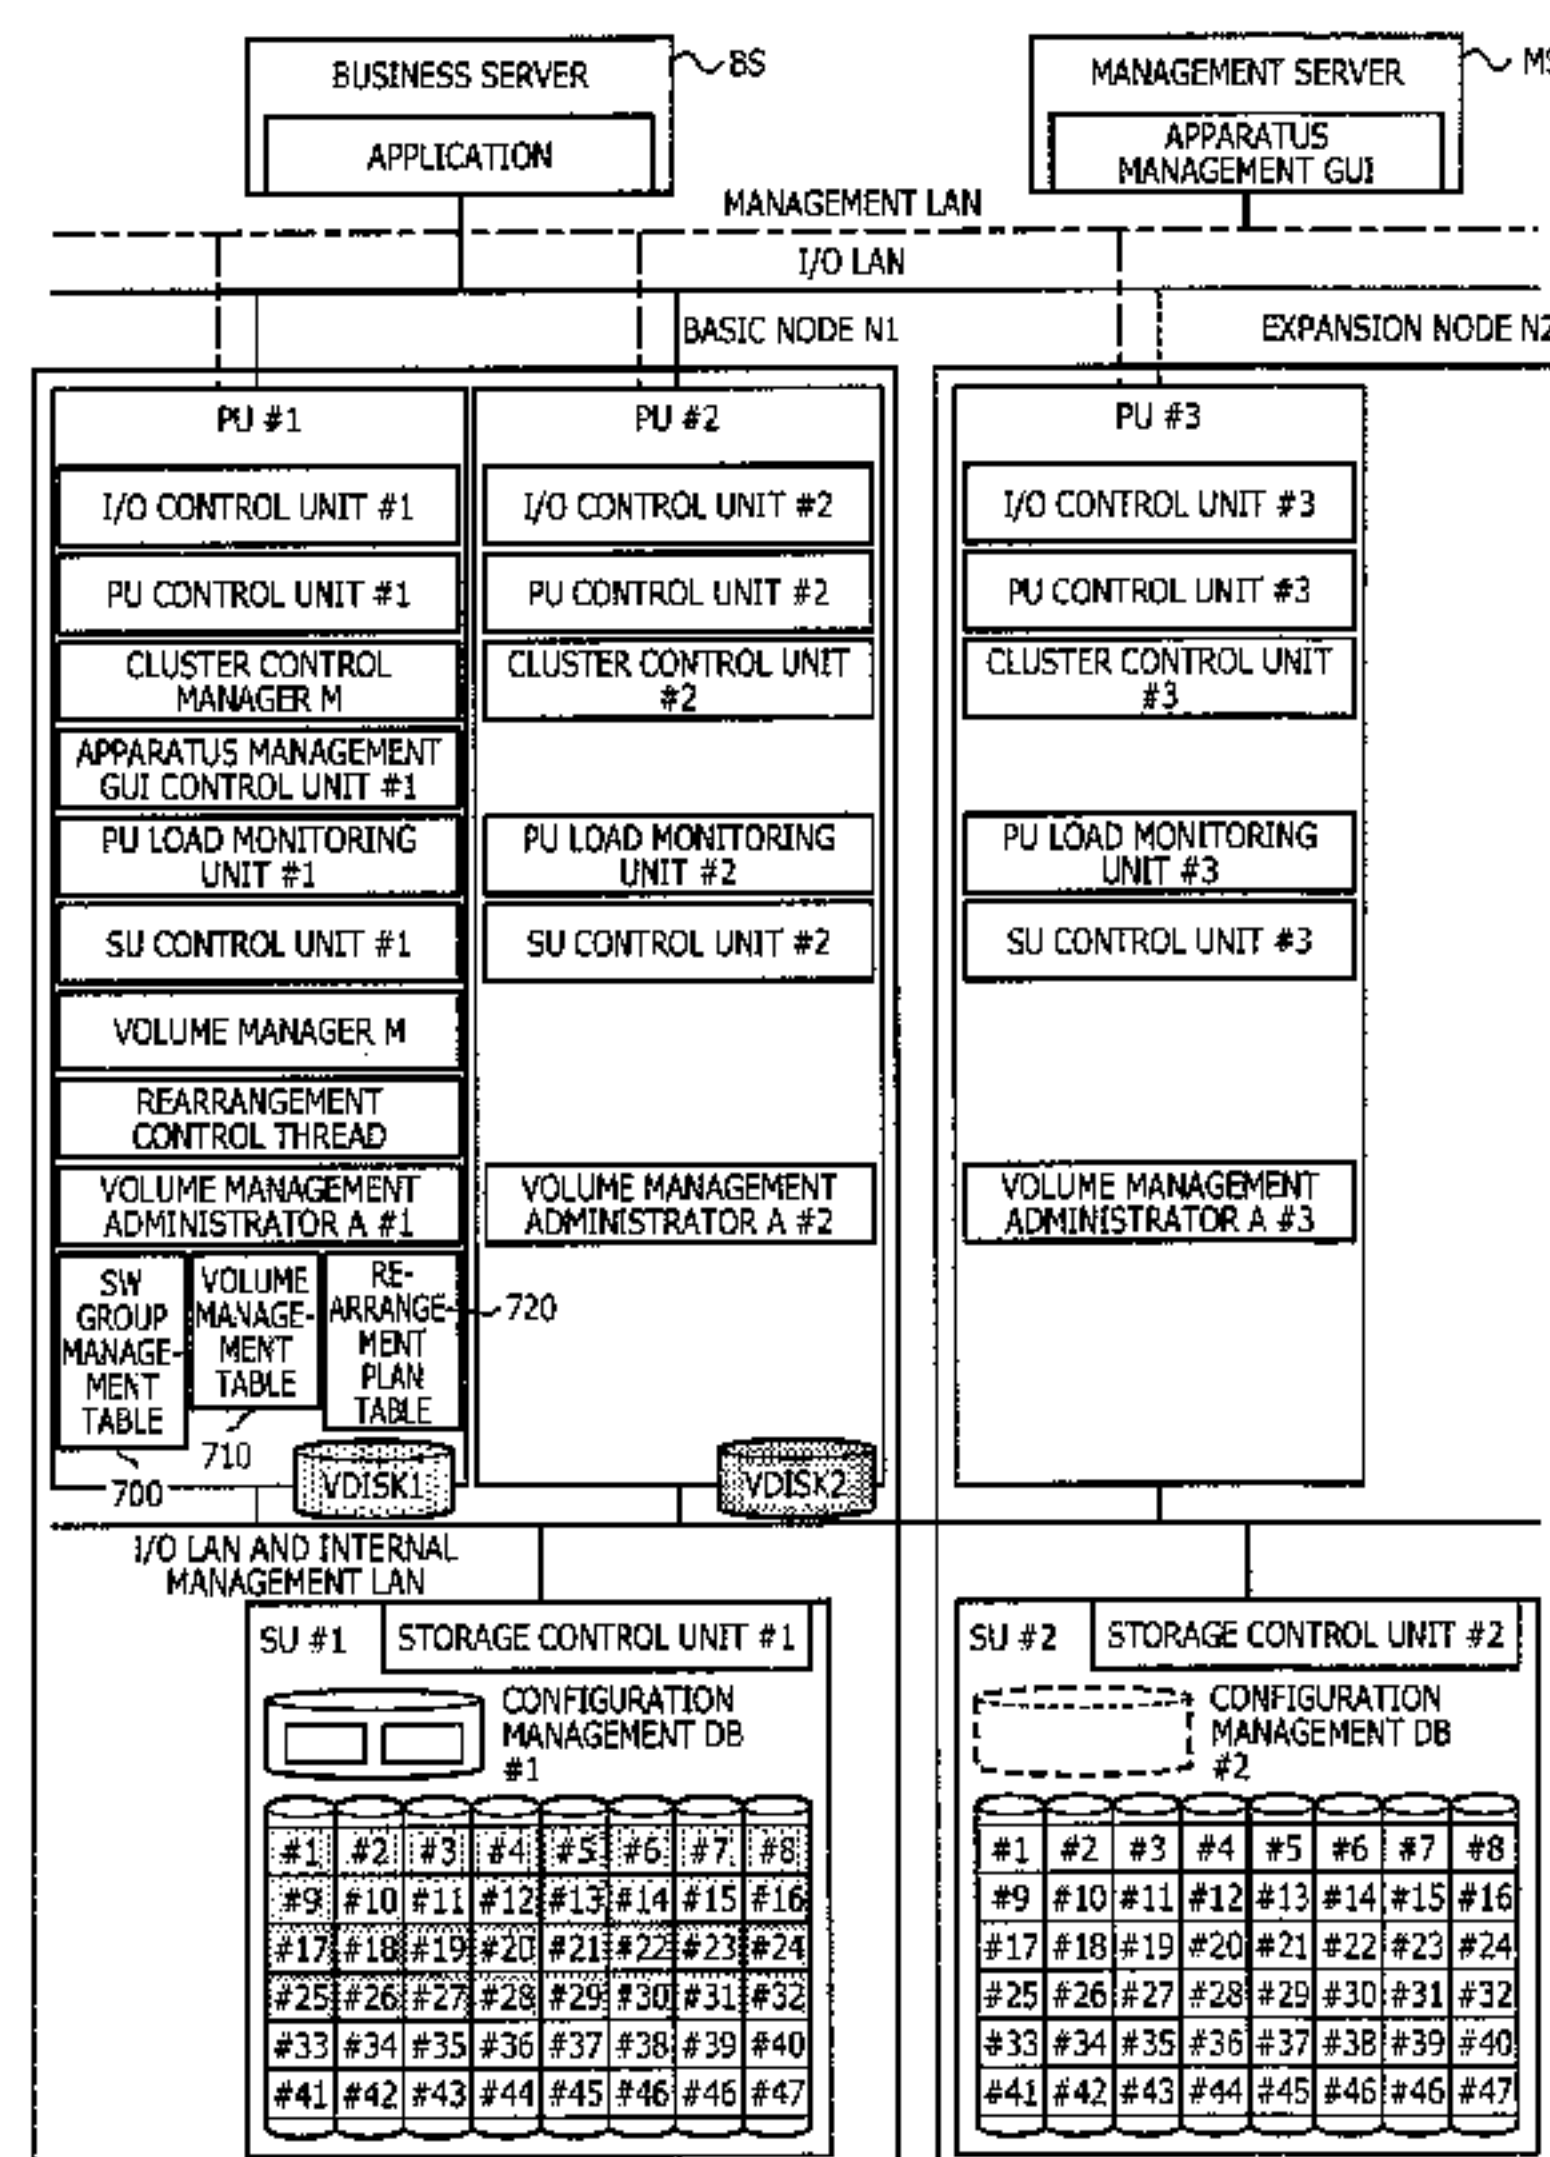 BUSINESS SERVER
BS
APPLICATION
MANAGEMENT SERVER
APPARATUS
MANAGEMENT GUI
MANAGEMENT LAN
I/O LAN
BASIC NODE N1
EXPANSION NODE N2
PU #1
I/O CONTROL UNIT #1
PU CONTROL UNIT #1
CLUSTER CONTROL
MANAGER M
APPARATUS MANAGEMENT
GUI CONTROL UNIT #1
PU LOAD MONITORING
UNIT #1
SU CONTROL UNIT #1
VOLUME MANAGER M
REARRANGEMENT
CONTROL THREAD
VOLUME MANAGEMENT
ADMINISTRATOR A #1
SW
GROUP
MANAGE-
MENT
TABLE
700
VOLUME
MANAGE-
MENT
TABLE
710
RE-
ARRANGE-
MENT
PLAN
TABLE
720
VDISK1
PU #2
I/O CONTROL UNIT #2
PU CONTROL UNIT #2
CLUSTER CONTROL UNIT
#2
PU LOAD MONITORING
UNIT #2
SU CONTROL UNIT #2
VOLUME MANAGEMENT
ADMINISTRATOR A #2
VDISK2
PU #3
I/O CONTROL UNIT #3
PU CONTROL UNIT #3
CLUSTER CONTROL UNIT
#3
PU LOAD MONITORING
UNIT #3
SU CONTROL UNIT #3
VOLUME MANAGEMENT
ADMINISTRATOR A #3
I/O LAN AND INTERNAL
MANAGEMENT LAN
SU #1
STORAGE CONTROL UNIT #1
CONFIGURATION
MANAGEMENT DB
#1
#1 #2 #3 #4 #5 #6 #7 #8
#9 #10 #11 #12 #13 #14 #15 #16
#17 #18 #19 #20 #21 #22 #23 #24
#25 #26 #27 #28 #29 #30 #31 #32
#33 #34 #35 #36 #37 #38 #39 #40
#41 #42 #43 #44 #45 #46 #46 #47
SU #2
STORAGE CONTROL UNIT #2
CONFIGURATION
MANAGEMENT DB
#2
#1 #2 #3 #4 #5 #6 #7 #8
#9 #10 #11 #12 #13 #14 #15 #16
#17 #18 #19 #20 #21 #22 #23 #24
#25 #26 #27 #28 #29 #30 #31 #32
#33 #34 #35 #36 #37 #38 #39 #40
#41 #42 #43 #44 #45 #46 #46 #47